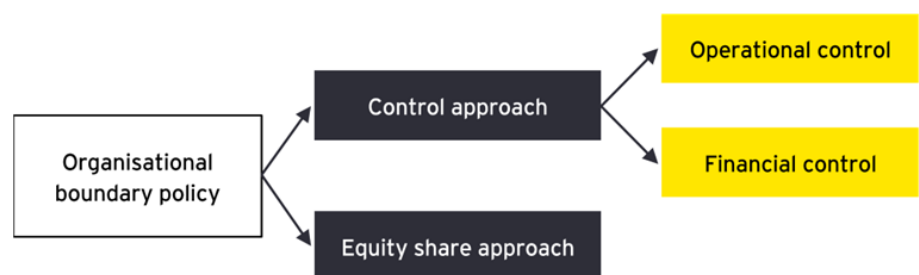 Organisational
boundary policy
Control approach
Equity share approach
Operational control
Financial control